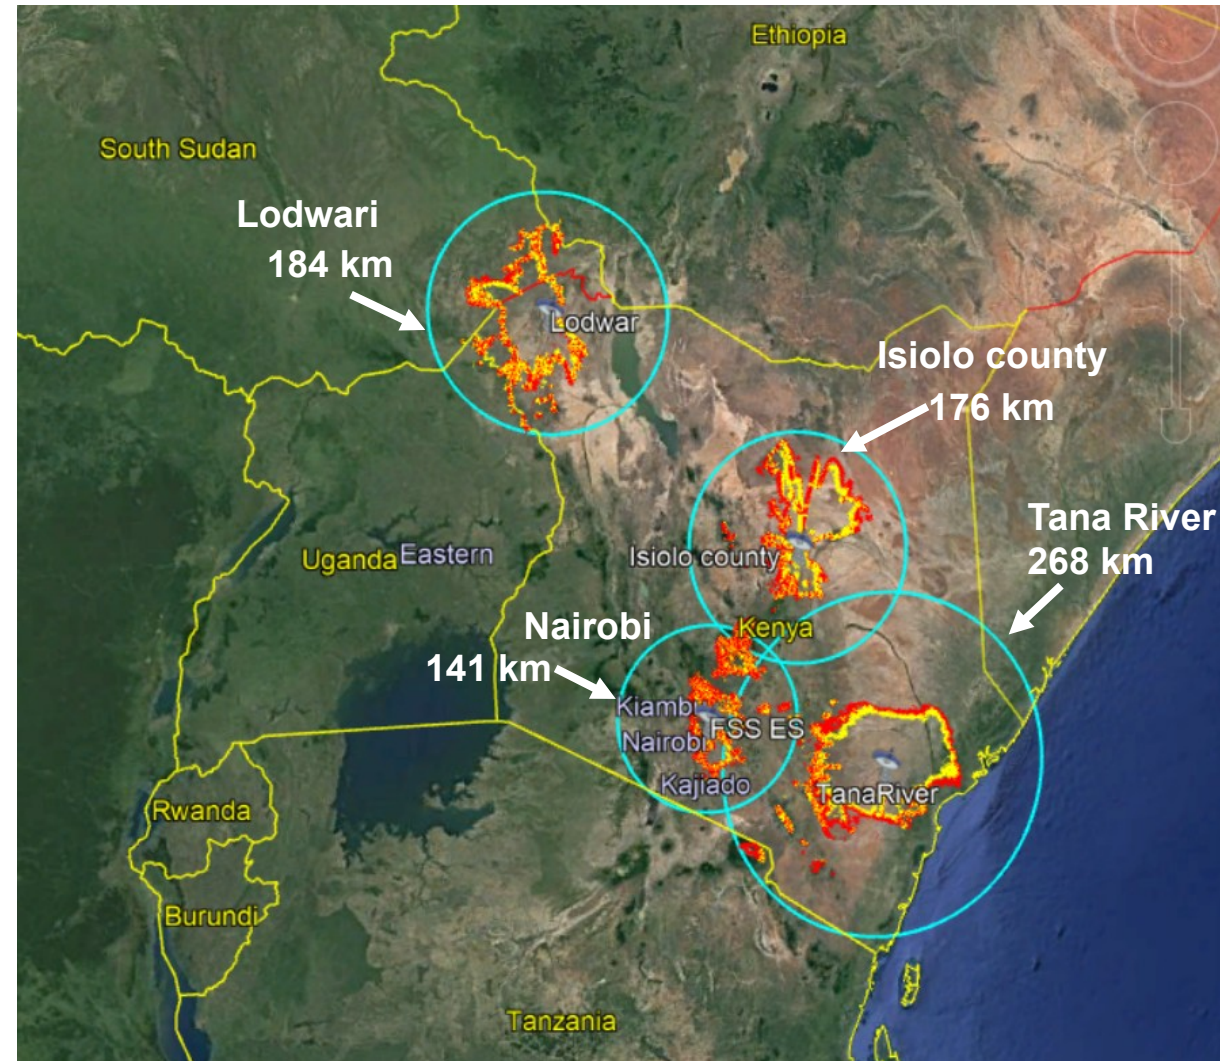 Ethiopia
South Sudan
Lodwari
184 km
Lodwar
Isiolo county
176 km
Tana River
268 km
Isiolo county
Uganda
Eastern
Nairobi
141 km
Kenya
Kiambi
FSS ES
Nairobi
Kajiado
TanaRiver
Rwanda
Burundi
Tanzania